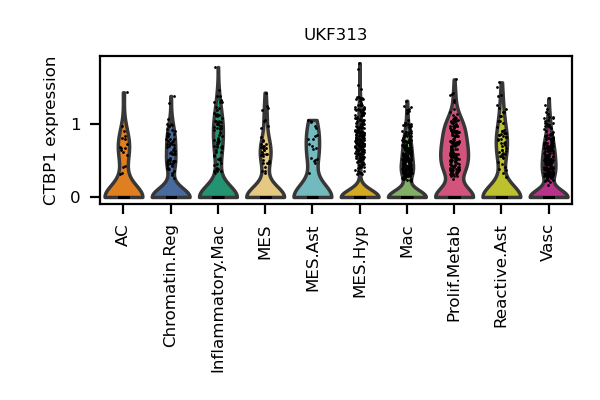 UKF313
CTBP1 expression
1
0
AC
Chromatin.Reg
Inflammatory.Mac
MES
MES.Ast
MES.Hyp
Mac
Prolif.Metab
Reactive.Ast
Vasc